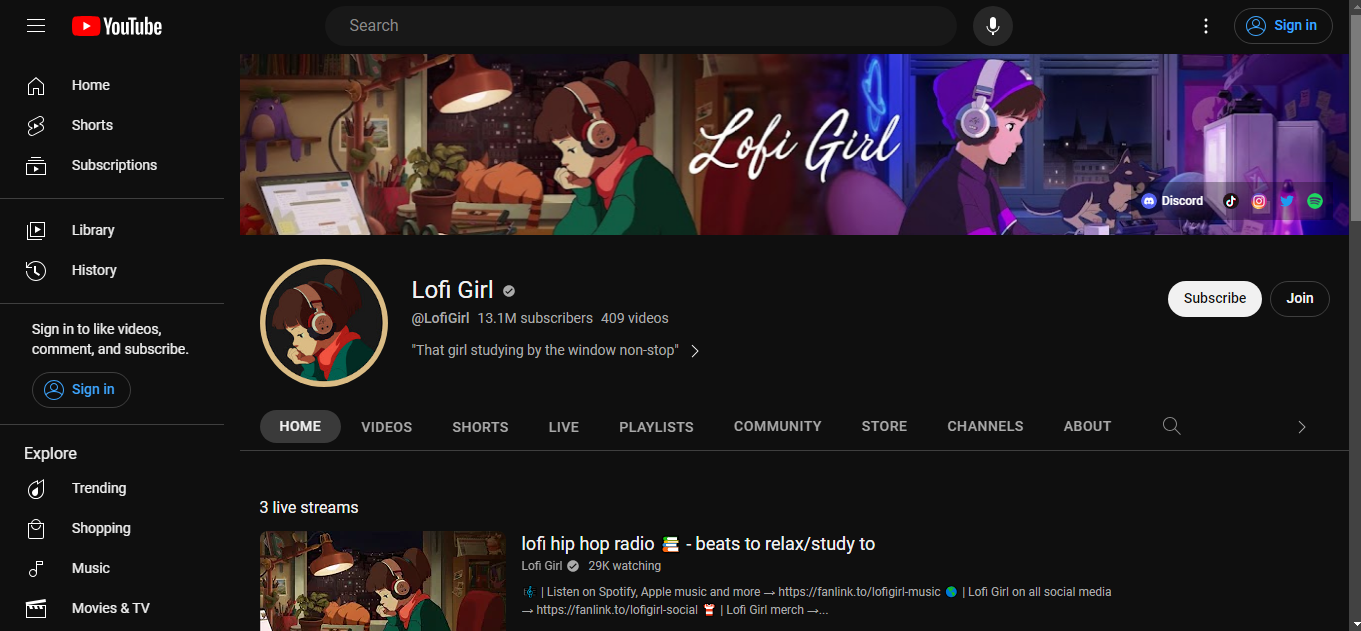 YouTube
Search
Sign in
Home
Shorts
Subscriptions
Library
History
Sign in to like videos,
comment, and subscribe.
Sign in
Explore
Trending
Shopping
Music
Movies & TV
Lofi Girl
Discord
Lofi Girl
@LofiGirl 13.1M subscribers 409 videos
"That girl studying by the window non-stop"
Subscribe
Join
HOME VIDEOS SHORTS LIVE PLAYLISTS COMMUNITY STORE CHANNELS ABOUT
3 live streams
lofi hip hop radio 📚 - beats to relax/study to
Lofi Girl 29K watching
🎼 | Listen on Spotify, Apple music and more → https://fanlink.to/lofigirl-music 🌎 | Lofi Girl on all social media
→ https://fanlink.to/lofigirl-social 👕 | Lofi Girl merch →...